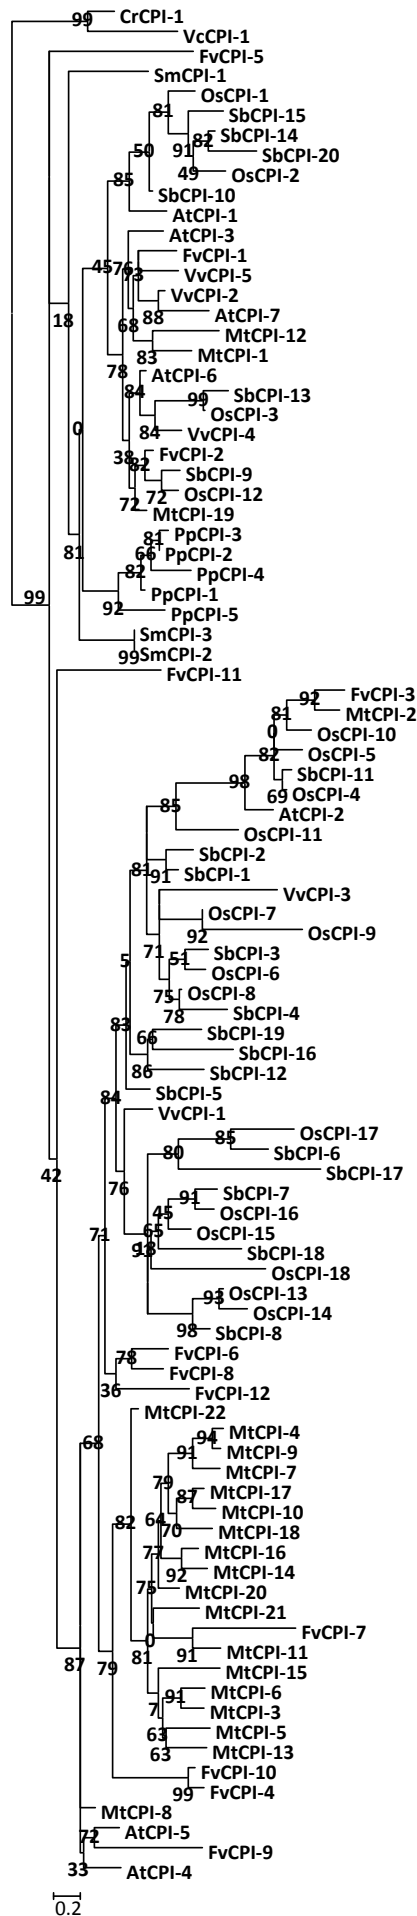 CrCPI-1
99
VcCPI-1
FvCPI-5
SmCPI-1
OsCPI-1
81
SbCPI-15
SbCPI-14
82
50
91
SbCPI-20
49
OsCPI-2
85
SbCPI-10
AtCPI-1
AtCPI-3
FvCPI-1
45
76
73
VvCPI-5
VvCPI-2
88
AtCPI-7
18
68
MtCPI-12
83
MtCPI-1
78
AtCPI-6
84
SbCPI-13
99
OsCPI-3
0
84
VvCPI-4
38
FvCPI-2
82
SbCPI-9
72
OsCPI-12
72
MtCPI-19
PpCPI-3
81
PpCPI-2
81
66
PpCPI-4
82
PpCPI-1
99
92
PpCPI-5
SmCPI-3
99
SmCPI-2
FvCPI-11
FvCPI-3
92
MtCPI-2
81
OsCPI-10
0
OsCPI-5
82
SbCPI-11
98
69
OsCPI-4
85
AtCPI-2
OsCPI-11
SbCPI-2
81
91
SbCPI-1
VvCPI-3
OsCPI-7
92
OsCPI-9
71
SbCPI-3
5
51
OsCPI-6
75
OsCPI-8
78
SbCPI-4
83
SbCPI-19
66
SbCPI-16
86
SbCPI-12
84
SbCPI-5
VvCPI-1
OsCPI-17
85
80
SbCPI-6
42
76
SbCPI-17
SbCPI-7
91
45
OsCPI-16
71
65
OsCPI-15
93
18
SbCPI-18
OsCPI-18
OsCPI-13
93
OsCPI-14
98
SbCPI-8
FvCPI-6
78
FvCPI-8
36
FvCPI-12
MtCPI-22
68
MtCPI-4
94
91
MtCPI-9
MtCPI-7
79
MtCPI-17
87
82
64
MtCPI-10
70
MtCPI-18
77
MtCPI-16
92
MtCPI-14
75
MtCPI-20
MtCPI-21
0
FvCPI-7
87
79
81
91
MtCPI-11
MtCPI-15
MtCPI-6
91
7
MtCPI-3
63
MtCPI-5
63
MtCPI-13
FvCPI-10
99
FvCPI-4
MtCPI-8
AtCPI-5
72
FvCPI-9
33
AtCPI-4
0.2